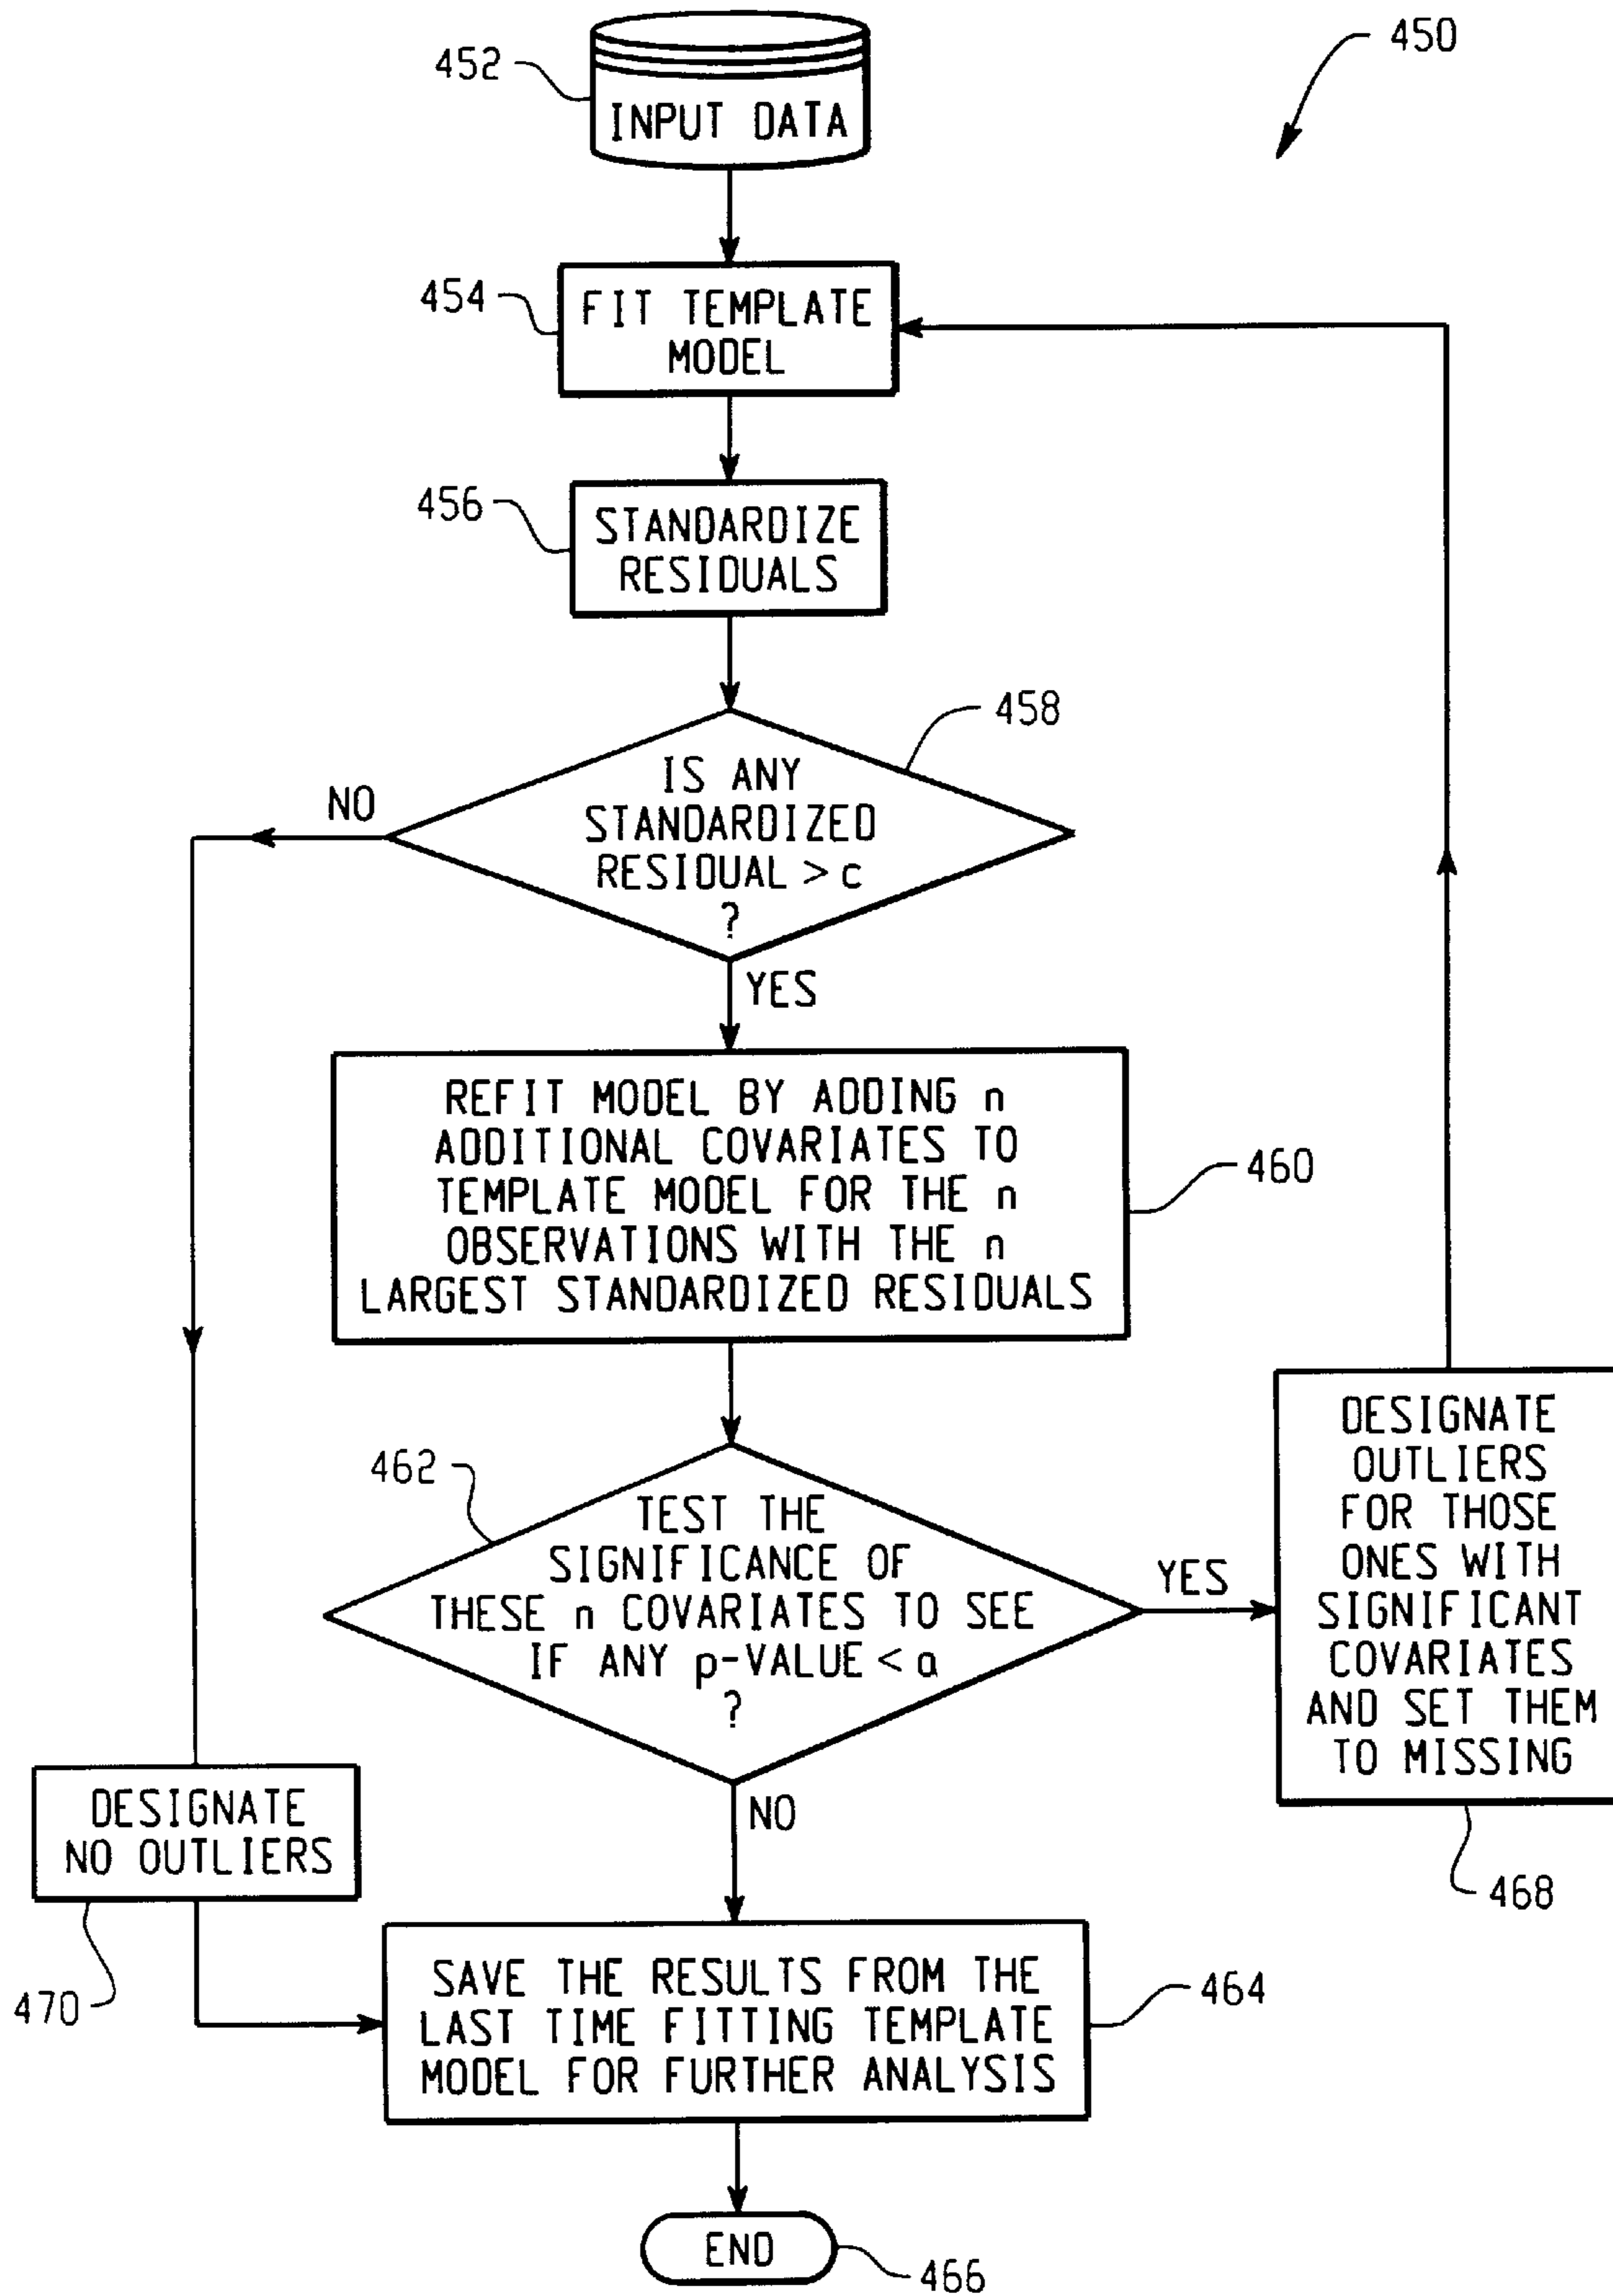 450
452
INPUT DATA
454
FIT TEMPLATE
MODEL
456
STANDARDIZE
RESIDUALS
458
IS ANY
STANDARDIZED
RESIDUAL > c
?
NO
YES
REFIT MODEL BY ADDING n
ADDITIONAL COVARIATES TO
TEMPLATE MODEL FOR THE n
OBSERVATIONS WITH THE n
LARGEST STANDARDIZED RESIDUALS
460
462
TEST THE
SIGNIFICANCE OF
THESE n COVARIATES TO SEE
IF ANY p-VALUE < a
?
YES
DESIGNATE
OUTLIERS
FOR THOSE
ONES WITH
SIGNIFICANT
COVARIATES
AND SET THEM
TO MISSING
468
NO
DESIGNATE
NO OUTLIERS
470
SAVE THE RESULTS FROM THE
LAST TIME FITTING TEMPLATE
MODEL FOR FURTHER ANALYSIS
464
END
466